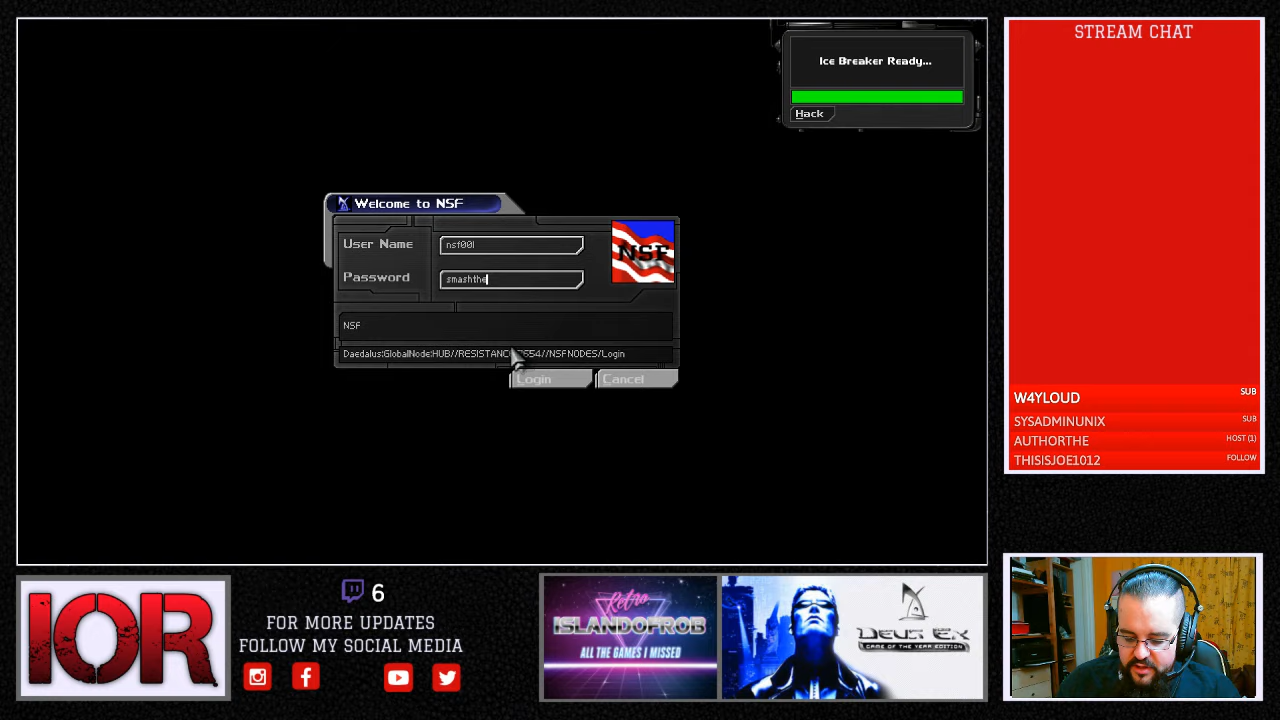 STREAM CHAT
Ice Breaker Ready...
Hack
Welcome to NSF
User Name
nsf001
Password
smashthe
NSF
NSF
Daedalus:GlobalNode:HUB//RESISTANC 654//NSFNODES/Login
Login
Cancel
W4YLOUD SUB
SYSADMINUNIX SUB
AUTHORTHE HOST (1)
THISISJOE1012 FOLLOW
IOR
6
FOR MORE UPDATES
FOLLOW MY SOCIAL MEDIA
Retro
ISLANDOFROB
ALL THE GAMES I MISSED
DEUS EX
GAME OF THE YEAR EDITION